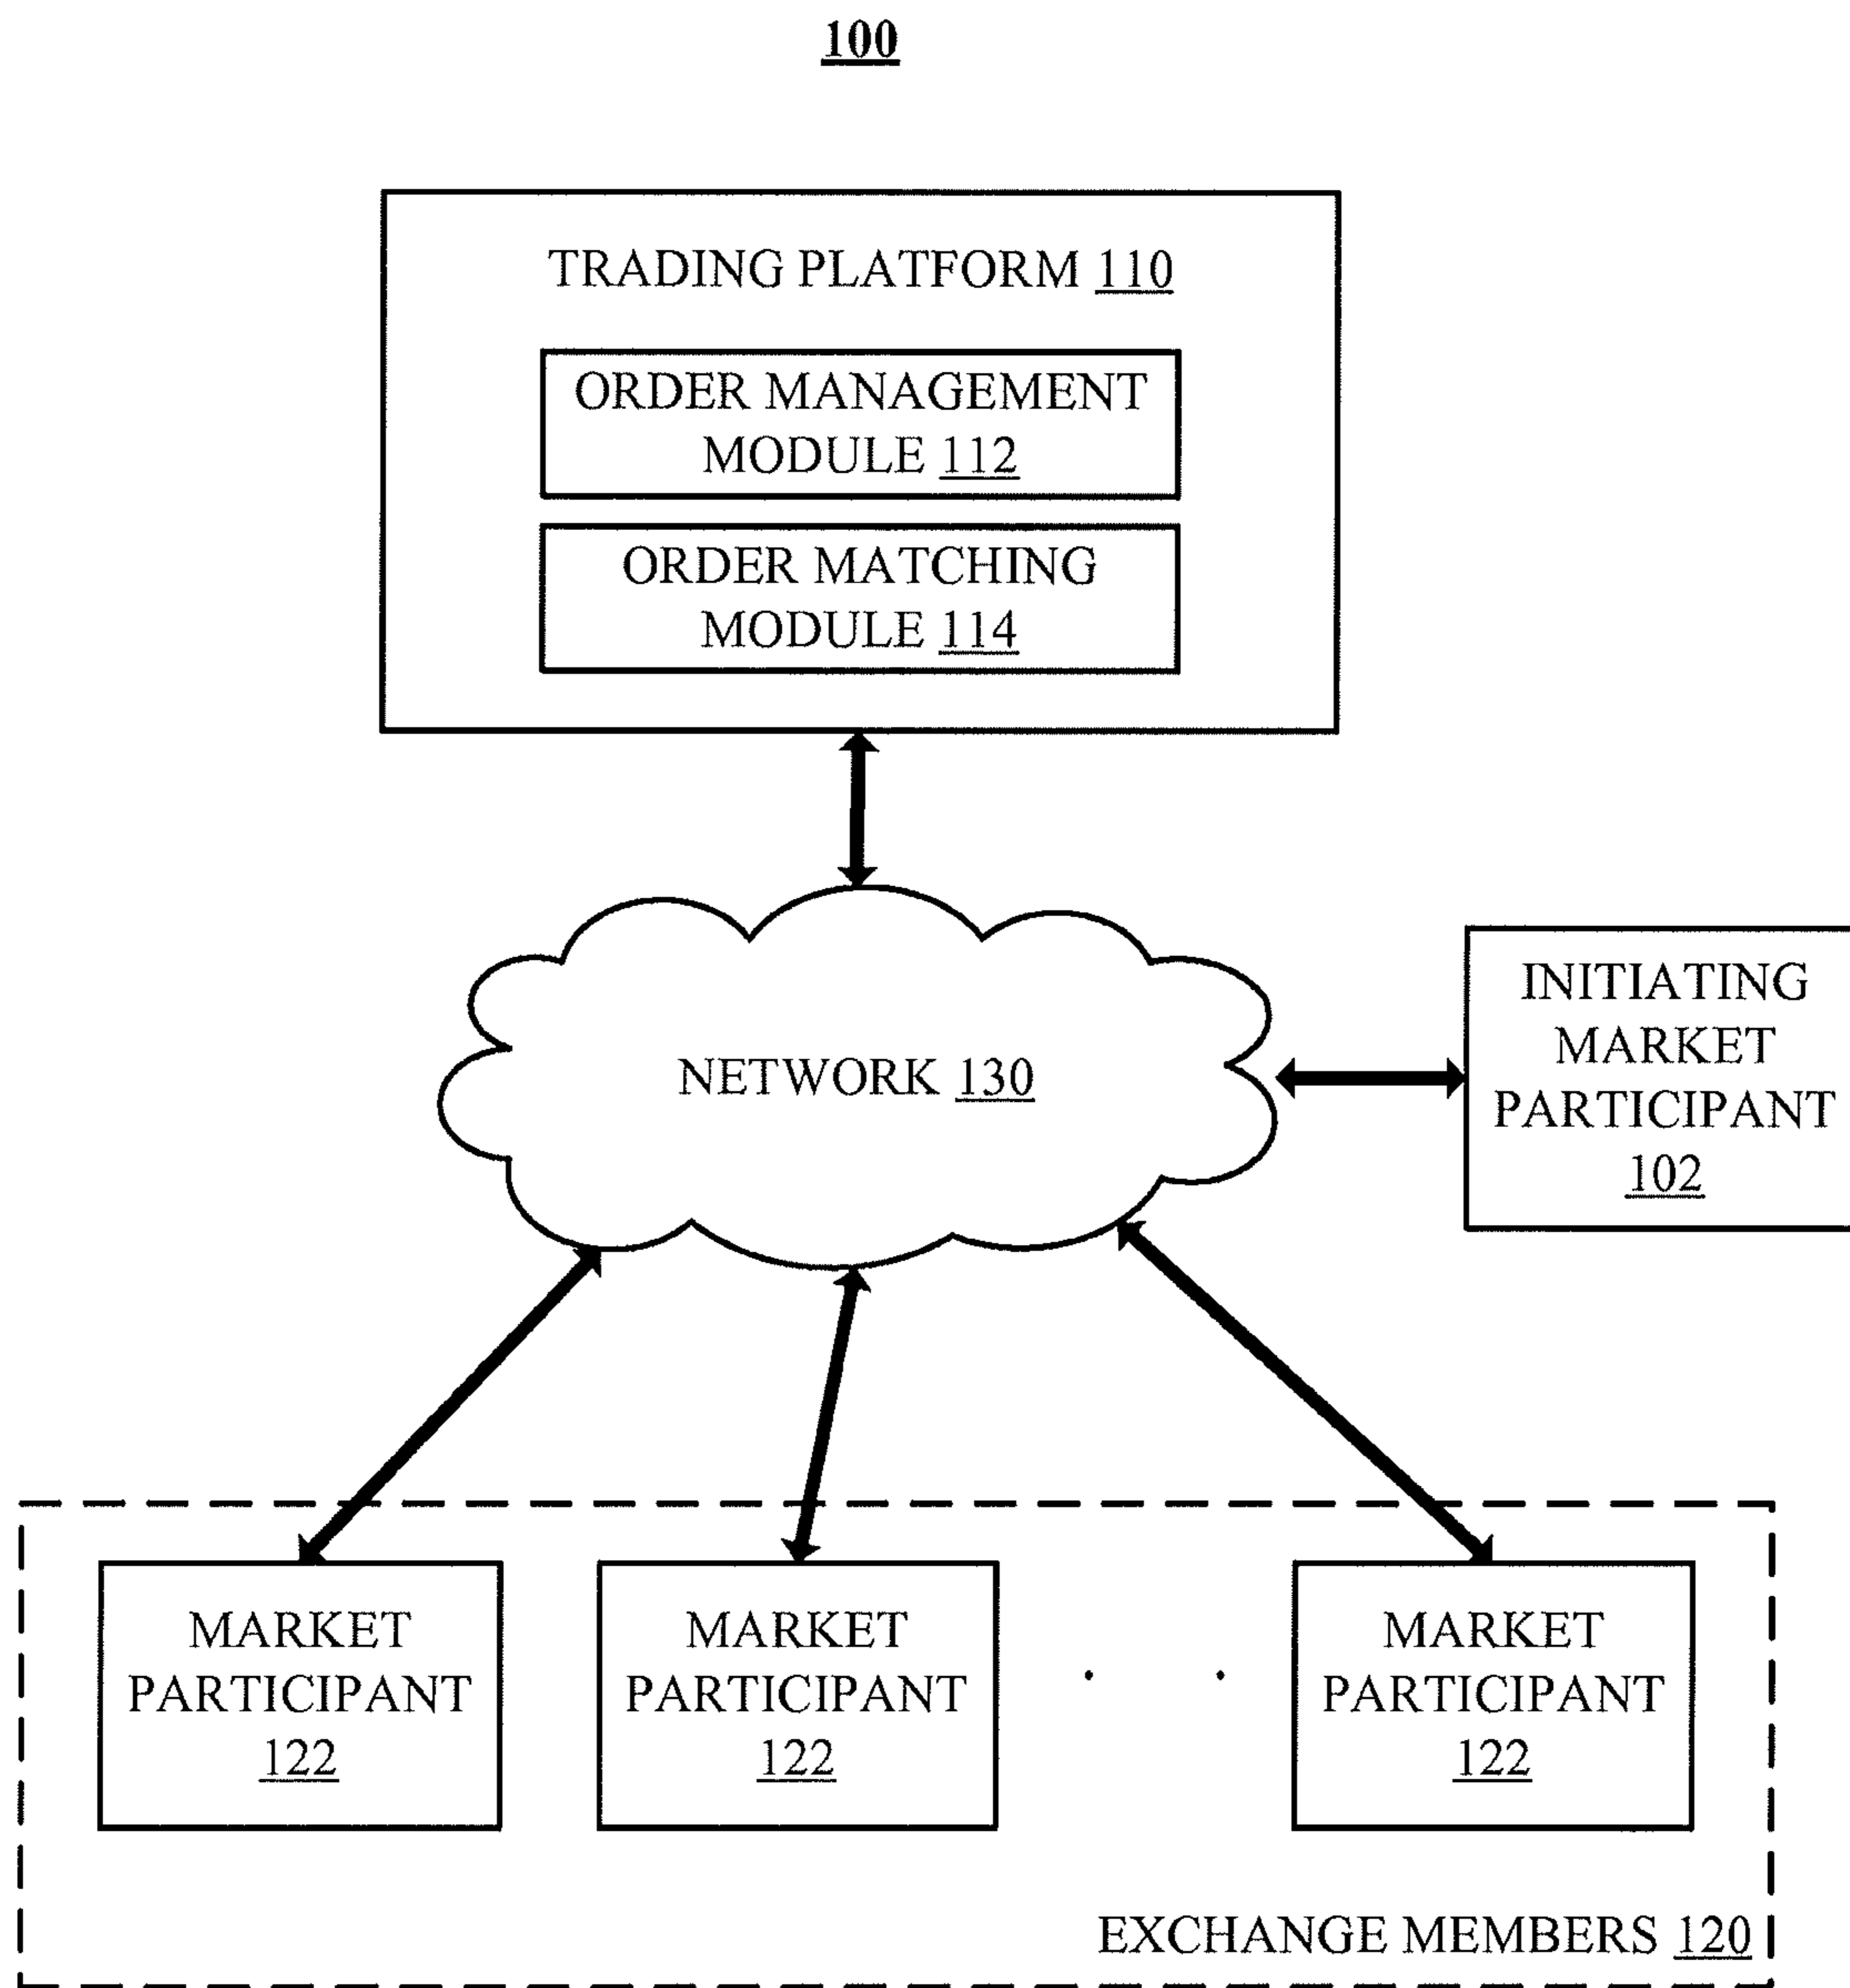 100
TRADING PLATFORM 110
ORDER MANAGEMENT
MODULE 112
ORDER MATCHING
MODULE 114
NETWORK 130
INITIATING
MARKET
PARTICIPANT
102
MARKET
PARTICIPANT
122
MARKET
PARTICIPANT
122
MARKET
PARTICIPANT
122
EXCHANGE MEMBERS 120